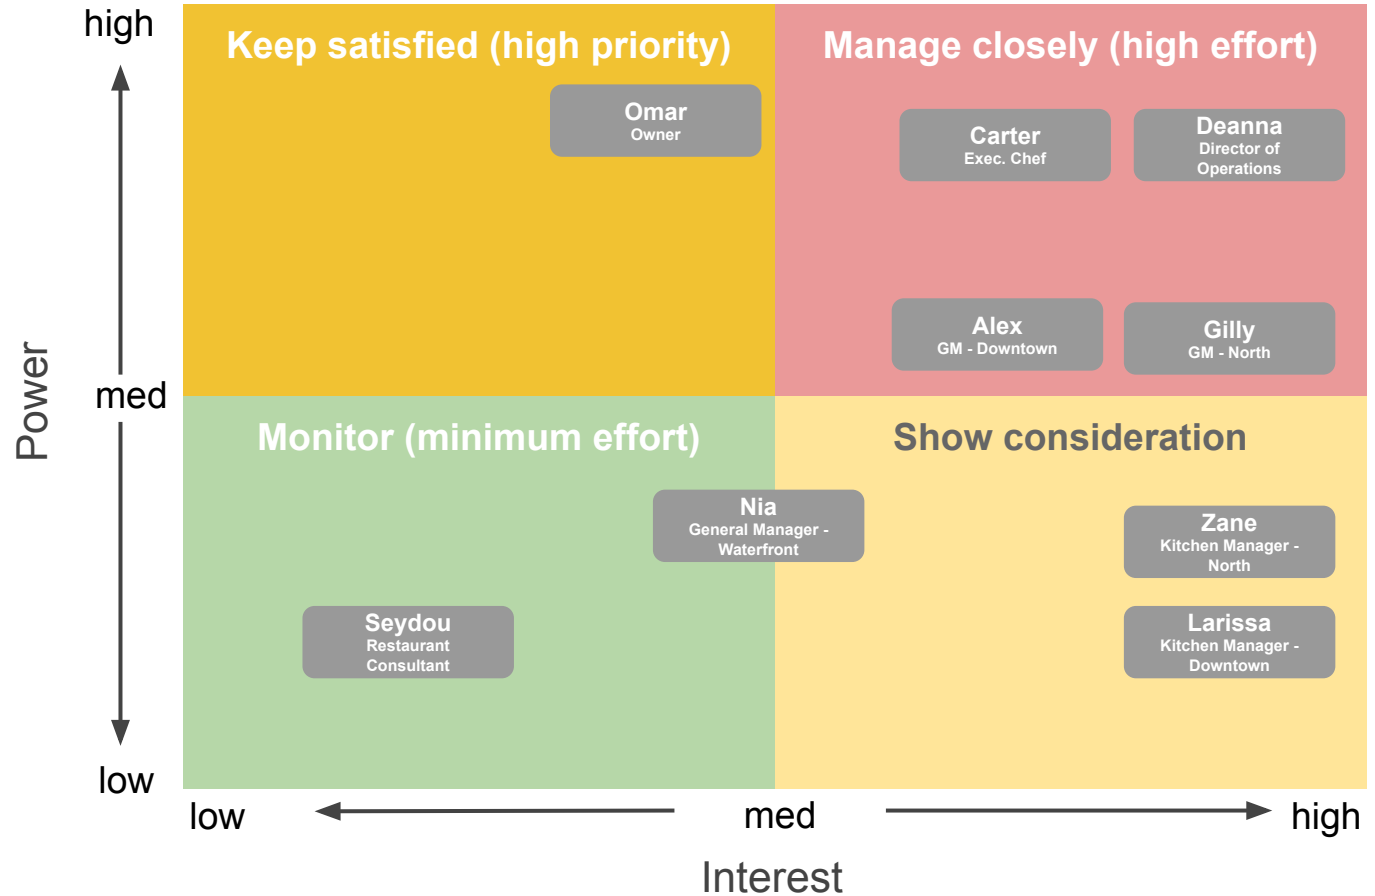 high
Keep satisfied (high priority)
Manage closely (high effort)
Omar
Owner
Carter
Exec. Chef
Deanna
Director of
Operations
Alex
GM - Downtown
Gilly
GM - North
Power
med
Monitor (minimum effort)
Show consideration
Nia
General Manager -
Waterfront
Zane
Kitchen Manager -
North
Seydou
Restaurant
Consultant
Larissa
Kitchen Manager -
Downtown
low
low
med
high
Interest